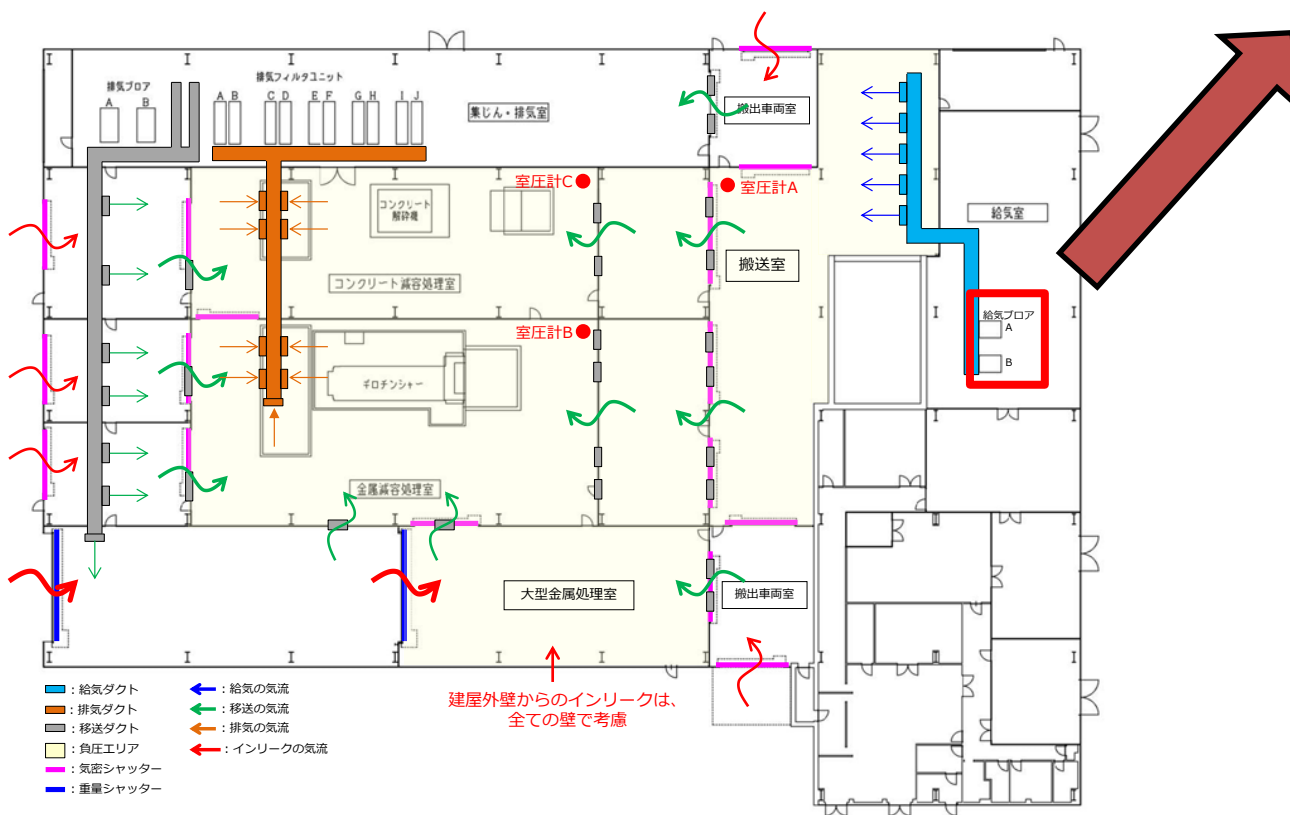 排気ブロア
A
B
排気フィルタユニット
A
B
C
D
E
F
G
H
I
J
集じん・排気室
搬出車両室
室圧計C
コンクリート
解砕機
室圧計A
給気室
搬送室
コンクリート減容処理室
給気ブロア
A
B
室圧計B
ギロチンシャー
金属減容処理室
大型金属処理室
搬出車両室
建屋外壁からのインリークは、
全ての壁で考慮
：給気ダクト
：排気ダクト
：移送ダクト
：負圧エリア
：気密シャッター
：重量シャッター
：給気の気流
：移送の気流
：排気の気流
：インリークの気流